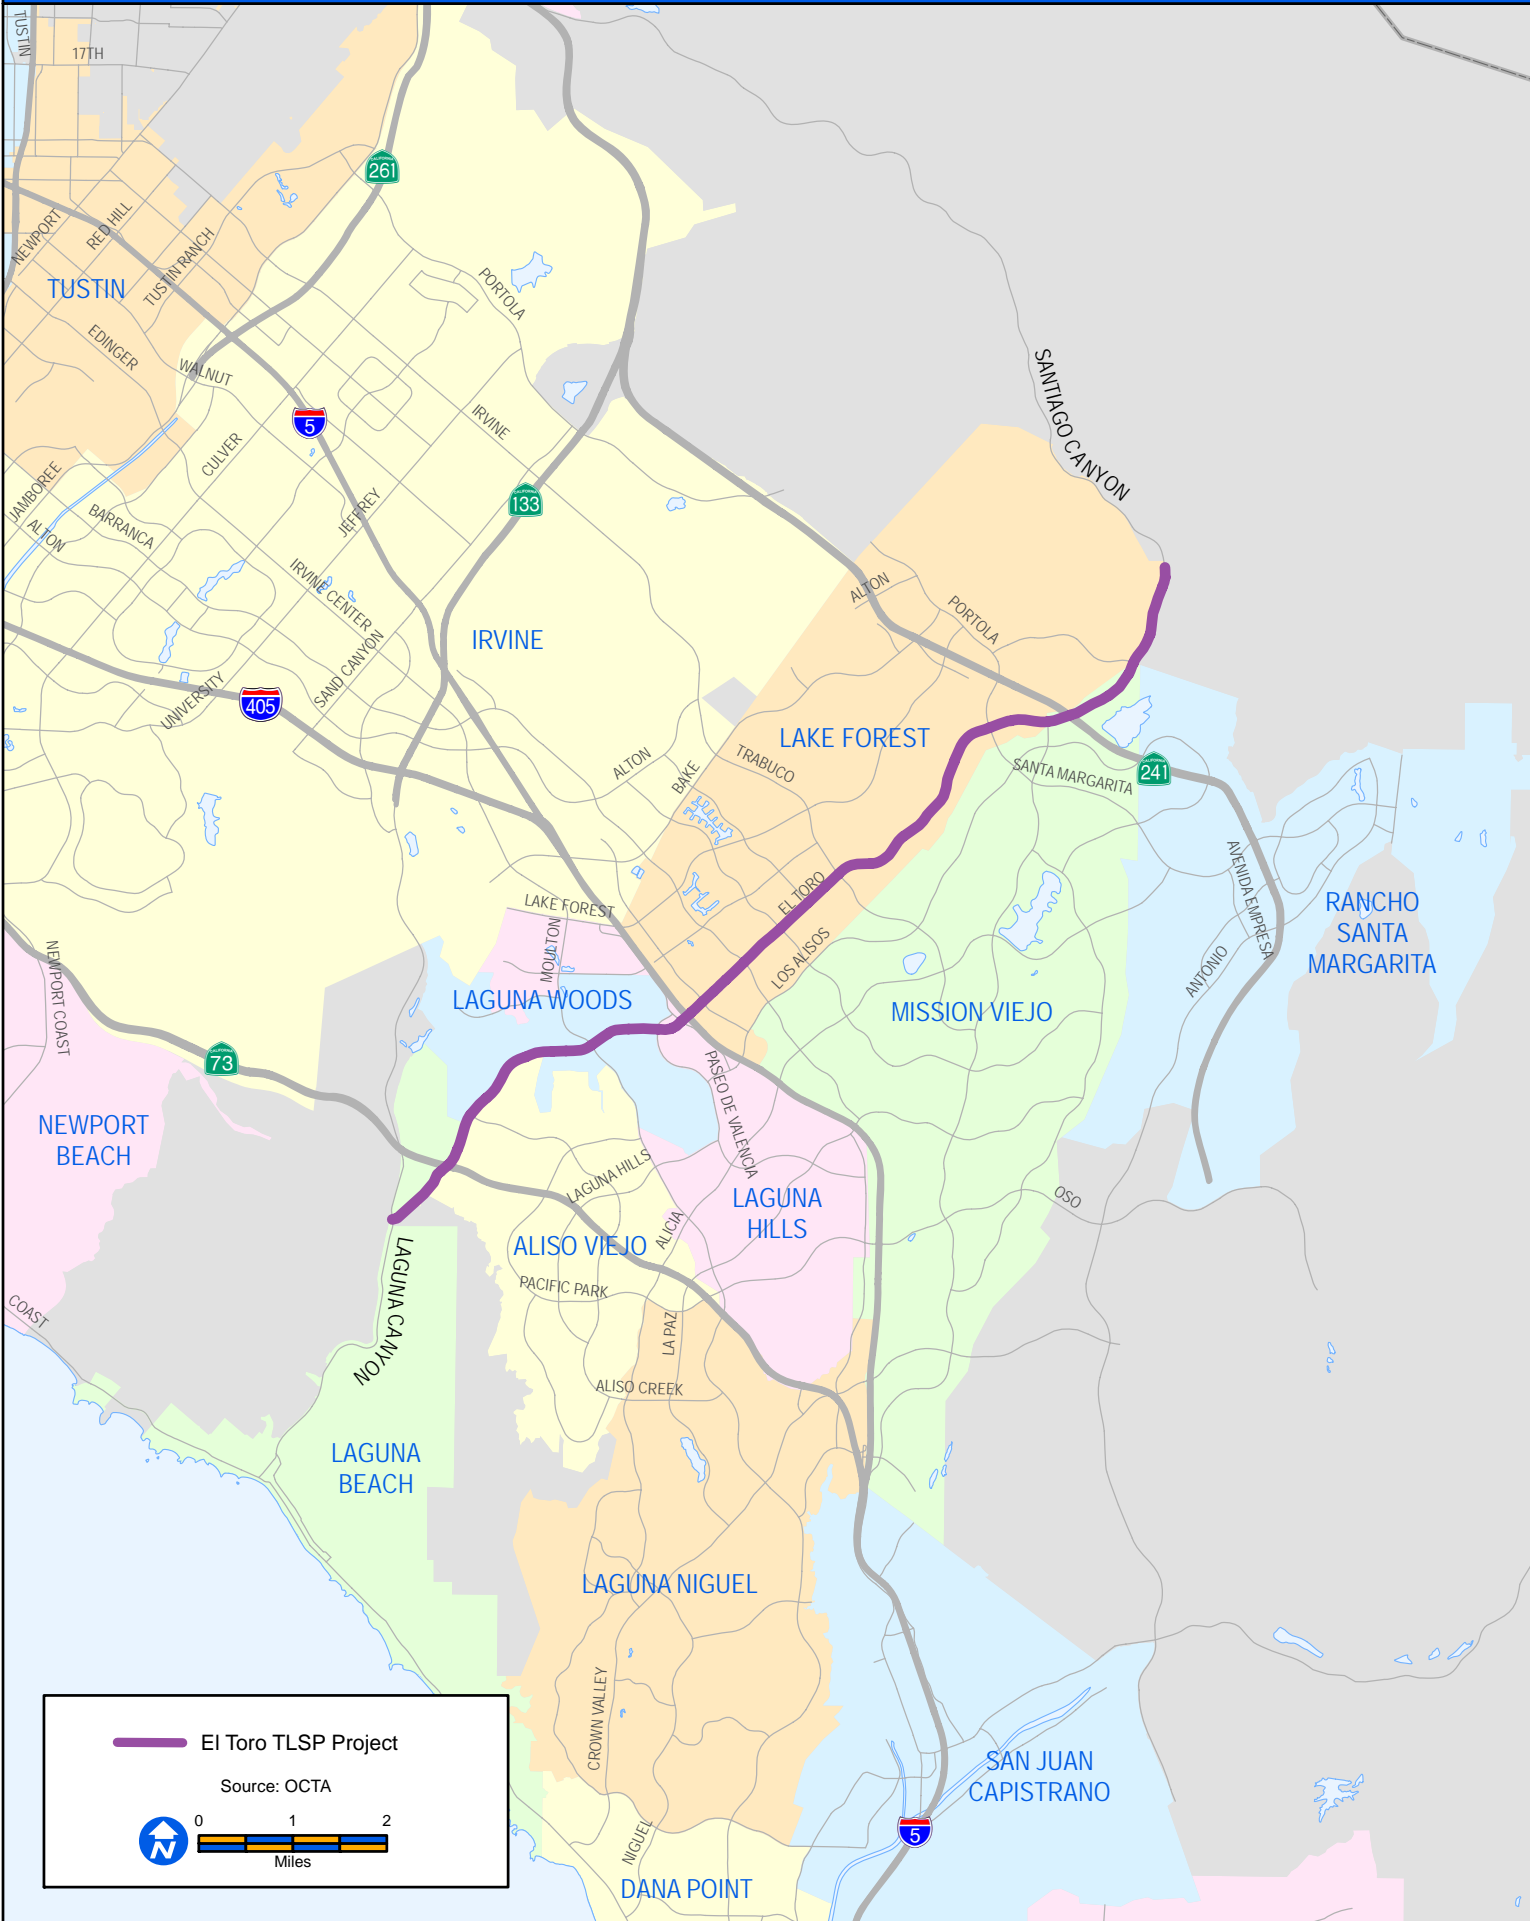 TUSTIN
17TH
CALIFORNIA
261
NEWPORT
RED HILL
TUSTIN RANCH
TUSTIN
PORTOLA
EDINGER
WALNUT
SANTIAGO CANYON
5
IRVINE
CULVER
JAMBOREE
ALTON
BARRANCA
JEFFREY
CALIFORNIA
133
IRVINE CENTER
ALTON
PORTOLA
IRVINE
SAND CANYON
UNIVERSITY
405
LAKE FOREST
ALTON
BAKE
TRABUCO
SANTA MARGARITA
CALIFORNIA
241
AVENIDA EMPRESA
EL TORO
LAKE FOREST
MOULTON
LOS ALISOS
RANCHO
SANTA
MARGARITA
ANTONIO
NEWPORT COAST
LAGUNA WOODS
MISSION VIEJO
CALIFORNIA
73
PASEO DE VALENCIA
NEWPORT
BEACH
LAGUNA HILLS
LAGUNA
HILLS
OSO
ALICIA
ALISO VIEJO
LAGUNA CANYON
PACIFIC PARK
COAST
LA PAZ
ALISO CREEK
LAGUNA
BEACH
LAGUNA NIGUEL
CROWN VALLEY
El Toro TLSP Project
Source: OCTA
0 1 2
N
Miles
SAN JUAN
CAPISTRANO
5
NIGUEL
DANA POINT